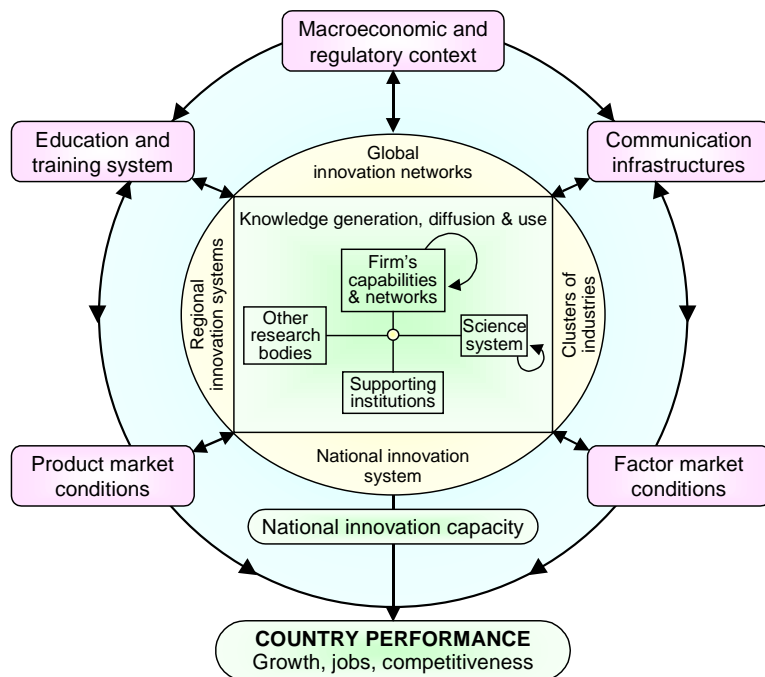 Macroeconomic and
regulatory context
Education and
training system
Communication
infrastructures
Global
innovation networks
Knowledge generation, diffusion & use
Firm's
capabilities
& networks
Regional
innovation systems
Clusters of
industries
Other
research
bodies
Science
system
Supporting
institutions
Product market
conditions
National innovation
system
Factor market
conditions
National innovation capacity
COUNTRY PERFORMANCE
Growth, jobs, competitiveness